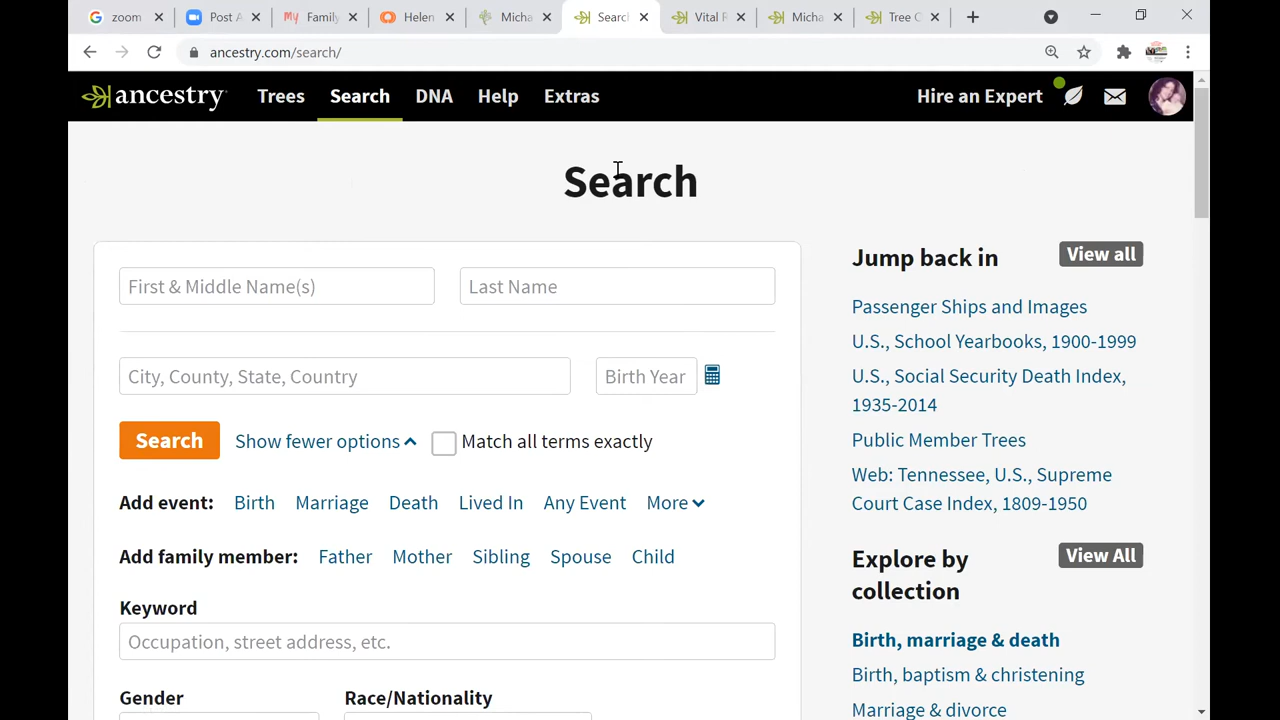 zoom
Post A
Family
Helen
Micha
Search
Vital F
Micha
Tree C
ancestry.com/search/
ancestry
Trees
Search
DNA
Help
Extras
Hire an Expert
Search
First & Middle Name(s)
Last Name
City, County, State, Country
Birth Year
Search
Show fewer options
Match all terms exactly
Add event: Birth Marriage Death Lived In Any Event More
Add family member: Father Mother Sibling Spouse Child
Keyword
Occupation, street address, etc.
Gender
Race/Nationality
Jump back in
View all
Passenger Ships and Images
U.S., School Yearbooks, 1900-1999
U.S., Social Security Death Index,
1935-2014
Public Member Trees
Web: Tennessee, U.S., Supreme
Court Case Index, 1809-1950
Explore by
collection
View All
Birth, marriage & death
Birth, baptism & christening
Marriage & divorce